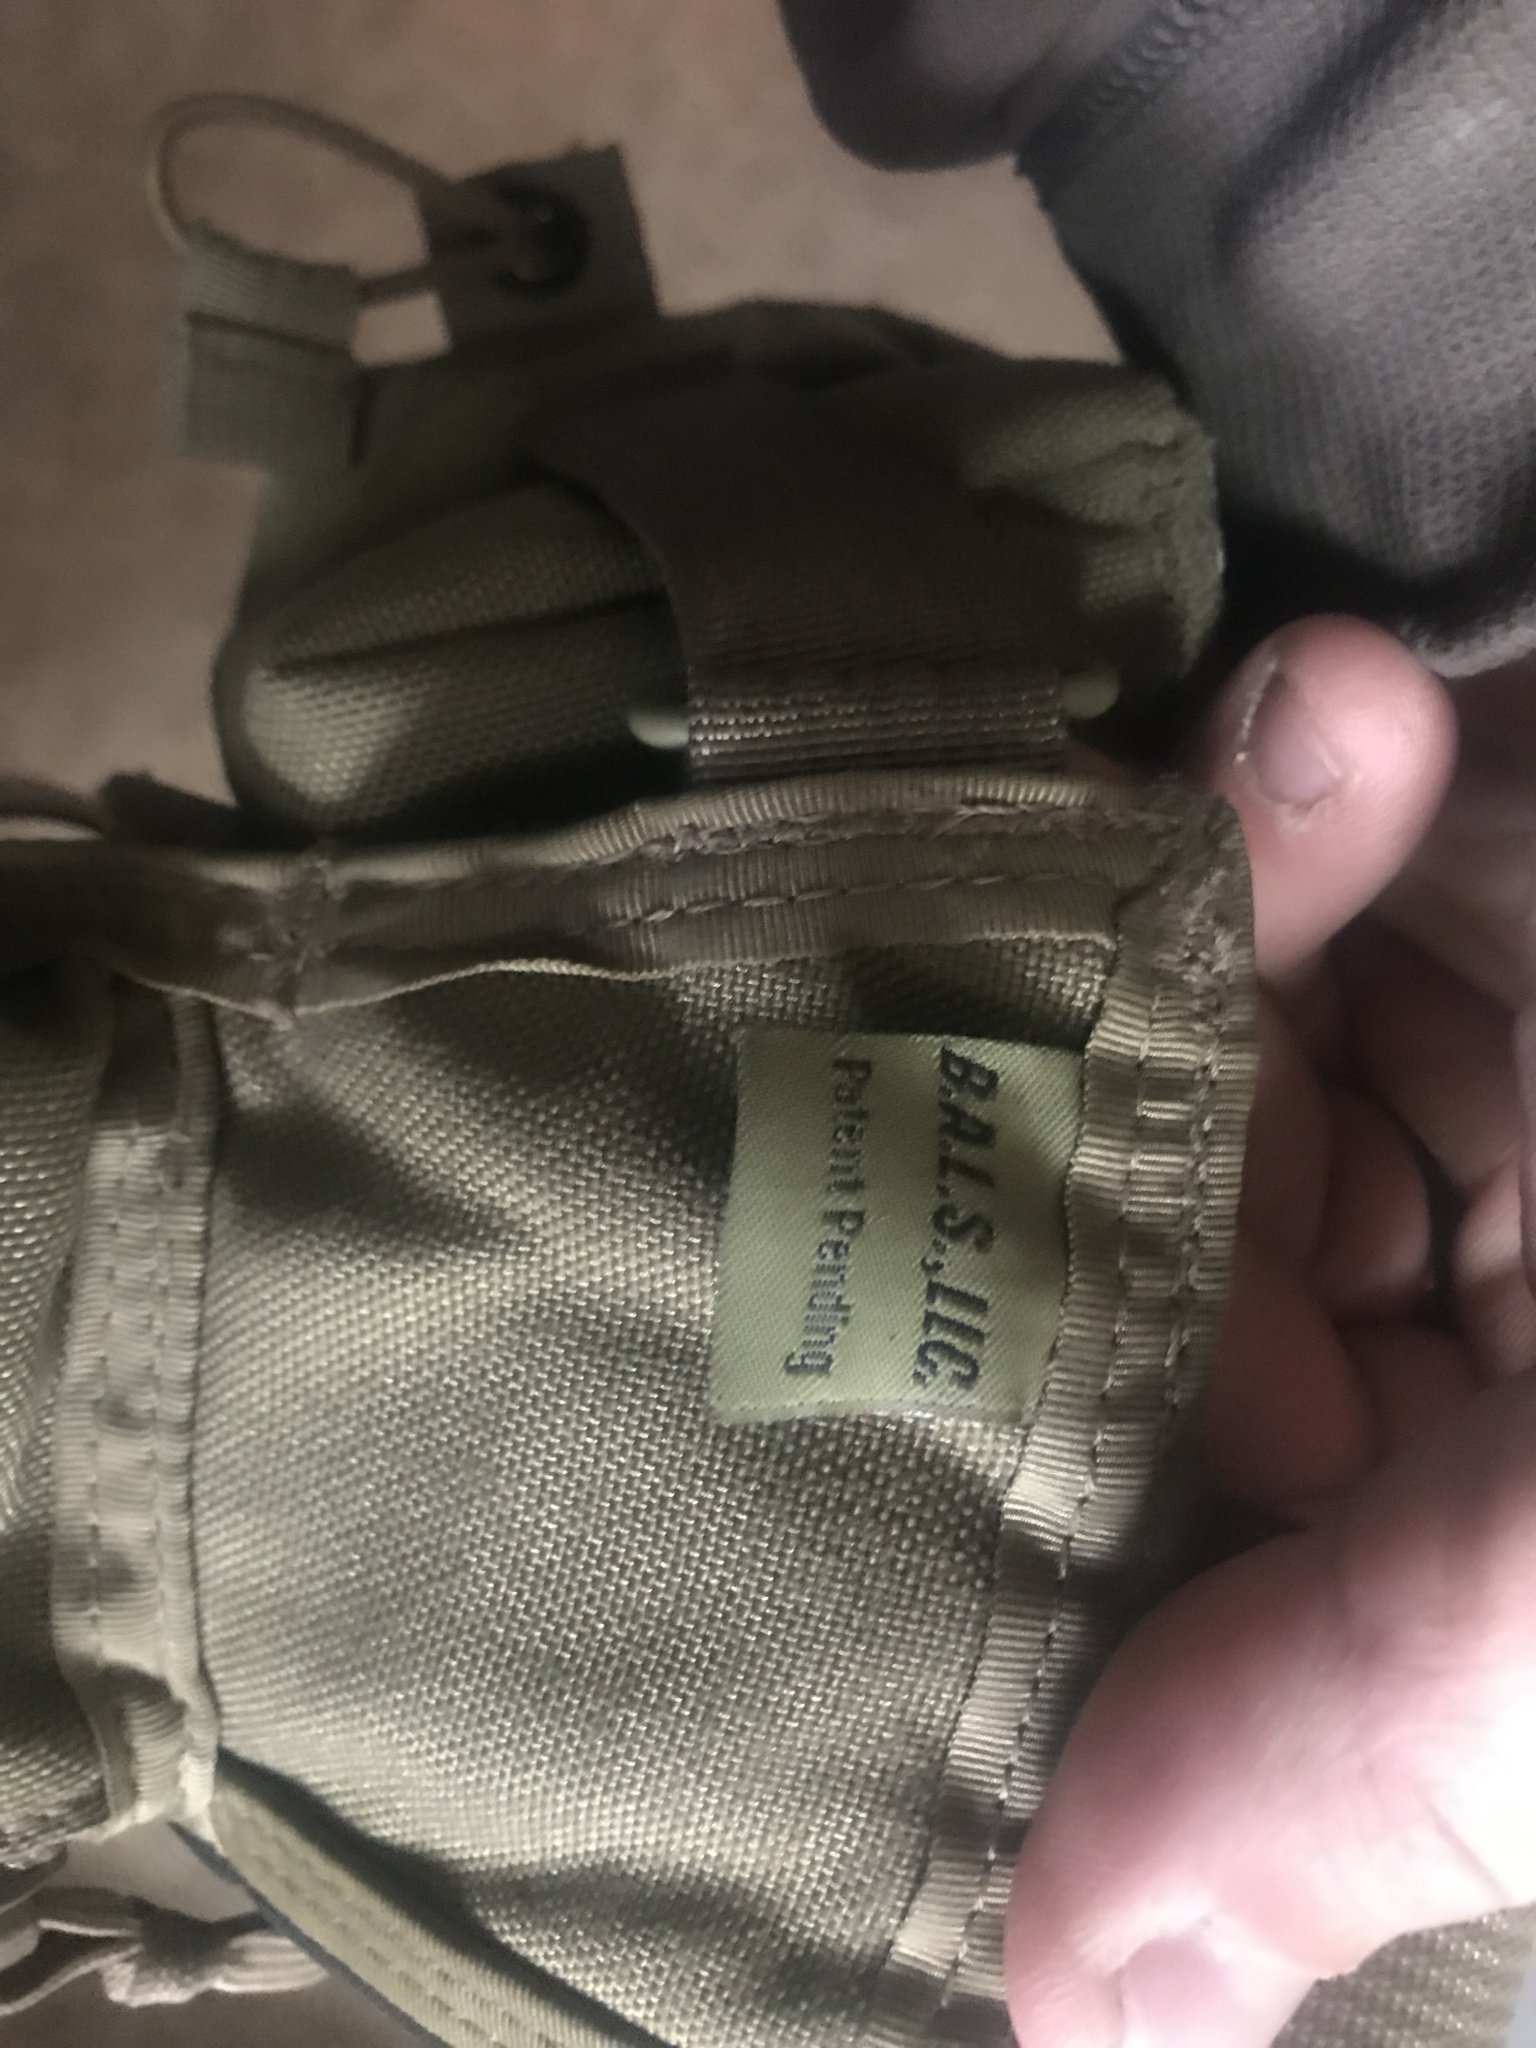 B.A.L.S., LLC.
Patent Pending